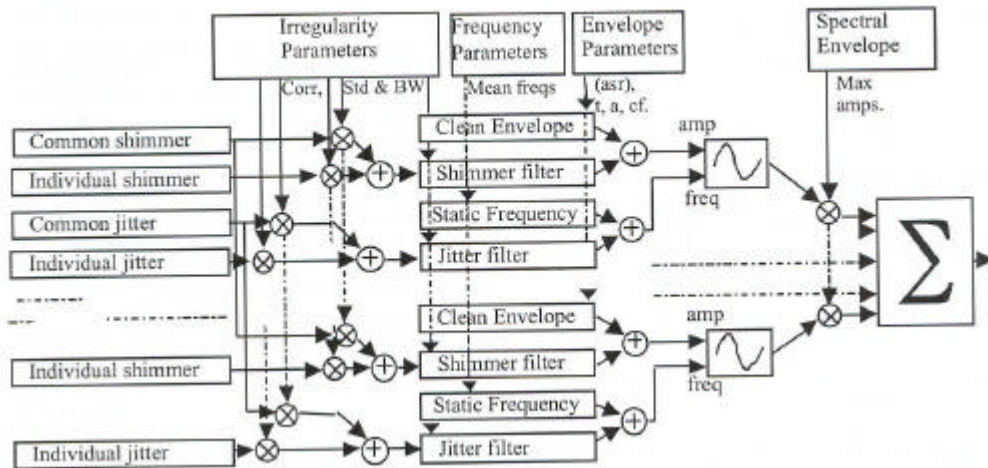 Irregularity
Parameters
Frequency
Parameters
Envelope
Parameters
Spectral
Envelope
Corr,
Std & BW
Mean freqs
(asr),
t, a, cf.
Max
amps.
Common shimmer
Individual shimmer
Common jitter
Individual jitter
Clean Envelope
Shimmer filter
Static Frequency
Jitter filter
amp
freq
Σ
Individual shimmer
Individual jitter
Clean Envelope
Shimmer filter
Static Frequency
Jitter filter
amp
freq